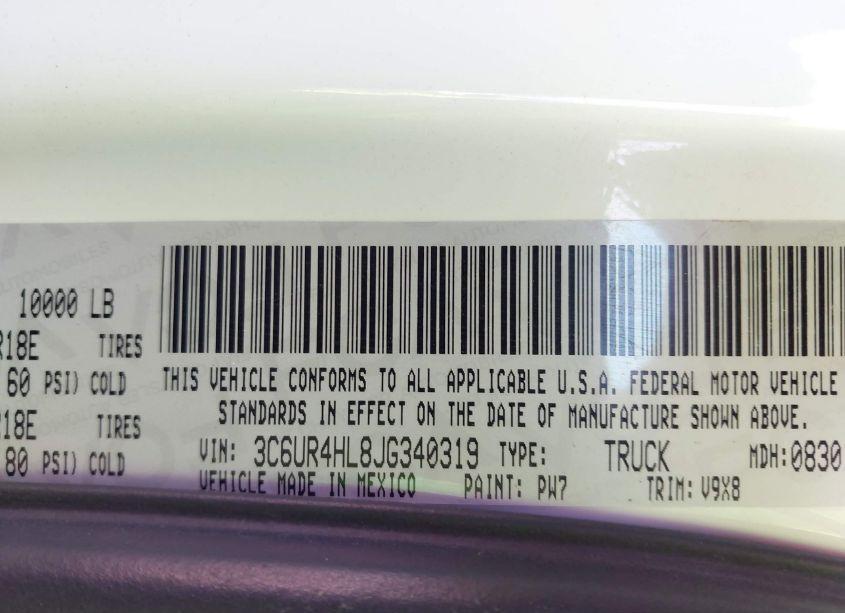 10000 LB
R18E TIRES
60 PSI) COLD
R18E TIRES
80 PSI) COLD
THIS VEHICLE CONFORMS TO ALL APPLICABLE U.S.A. FEDERAL MOTOR VEHICLE
STANDARDS IN EFFECT ON THE DATE OF MANUFACTURE SHOWN ABOVE.
VIN: 3C6UR4HL8JG340319 TYPE: TRUCK MDH: 0830
VEHICLE MADE IN MEXICO PAINT: PW7 TRIM: V9X8